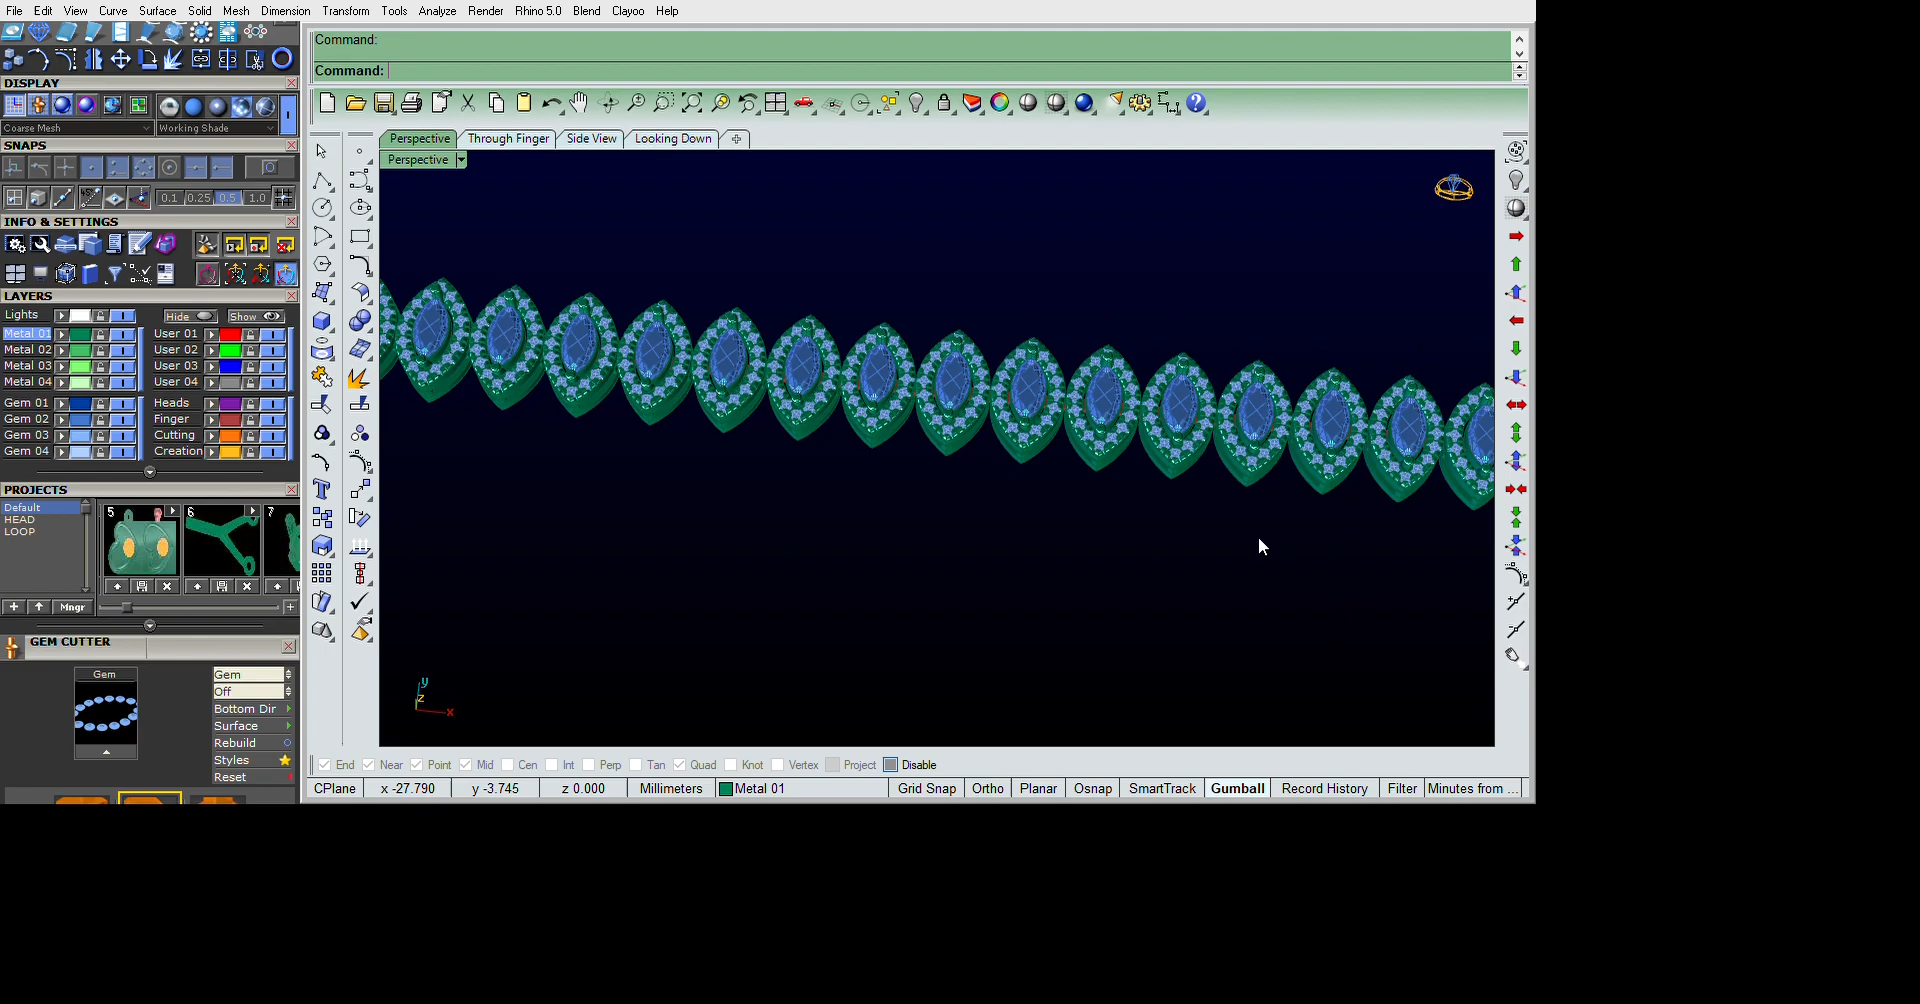 File Edit View Curve Surface Solid Mesh Dimension Transform Tools Analyze Render Rhino 5.0 Blend Clayoo Help
Command:
Command:
DISPLAY
Coarse Mesh Working Shade
SNAPS
0.1 0.25 0.5 1.0
INFO & SETTINGS
LAYERS
Lights Hide Show
Metal 01 User 01
Metal 02 User 02
Metal 03 User 03
Metal 04 User 04
Gem 01 Heads
Gem 02 Finger
Gem 03 Cutting
Gem 04 Creation
PROJECTS
Default
HEAD
LOOP
5 6 7
Mngr
GEM CUTTER
Gem
Gem
Off
Bottom Dir
Surface
Rebuild
Styles
Reset
Perspective Through Finger Side View Looking Down
Perspective
y
z
x
End Near Point Mid Cen Int Perp Tan Quad Knot Vertex Project Disable
CPlane x -27.790 y -3.745 z 0.000 Millimeters Metal 01 Grid Snap Ortho Planar Osnap SmartTrack Gumball Record History Filter Minutes from ...